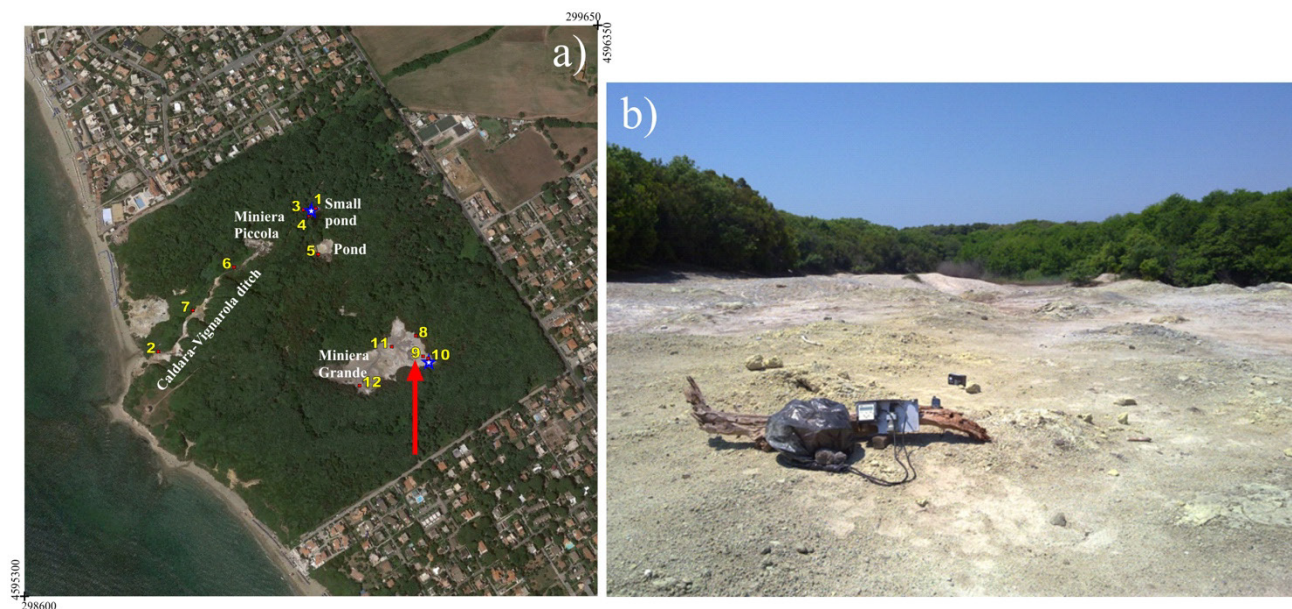 299650
4596350
a)
b)
1
3
Small
pond
4
Miniera
Piccola
5
Pond
6
7
Caldara-Vignarola ditch
2
8
11
9
10
Miniera
Grande
12
4595300
298600